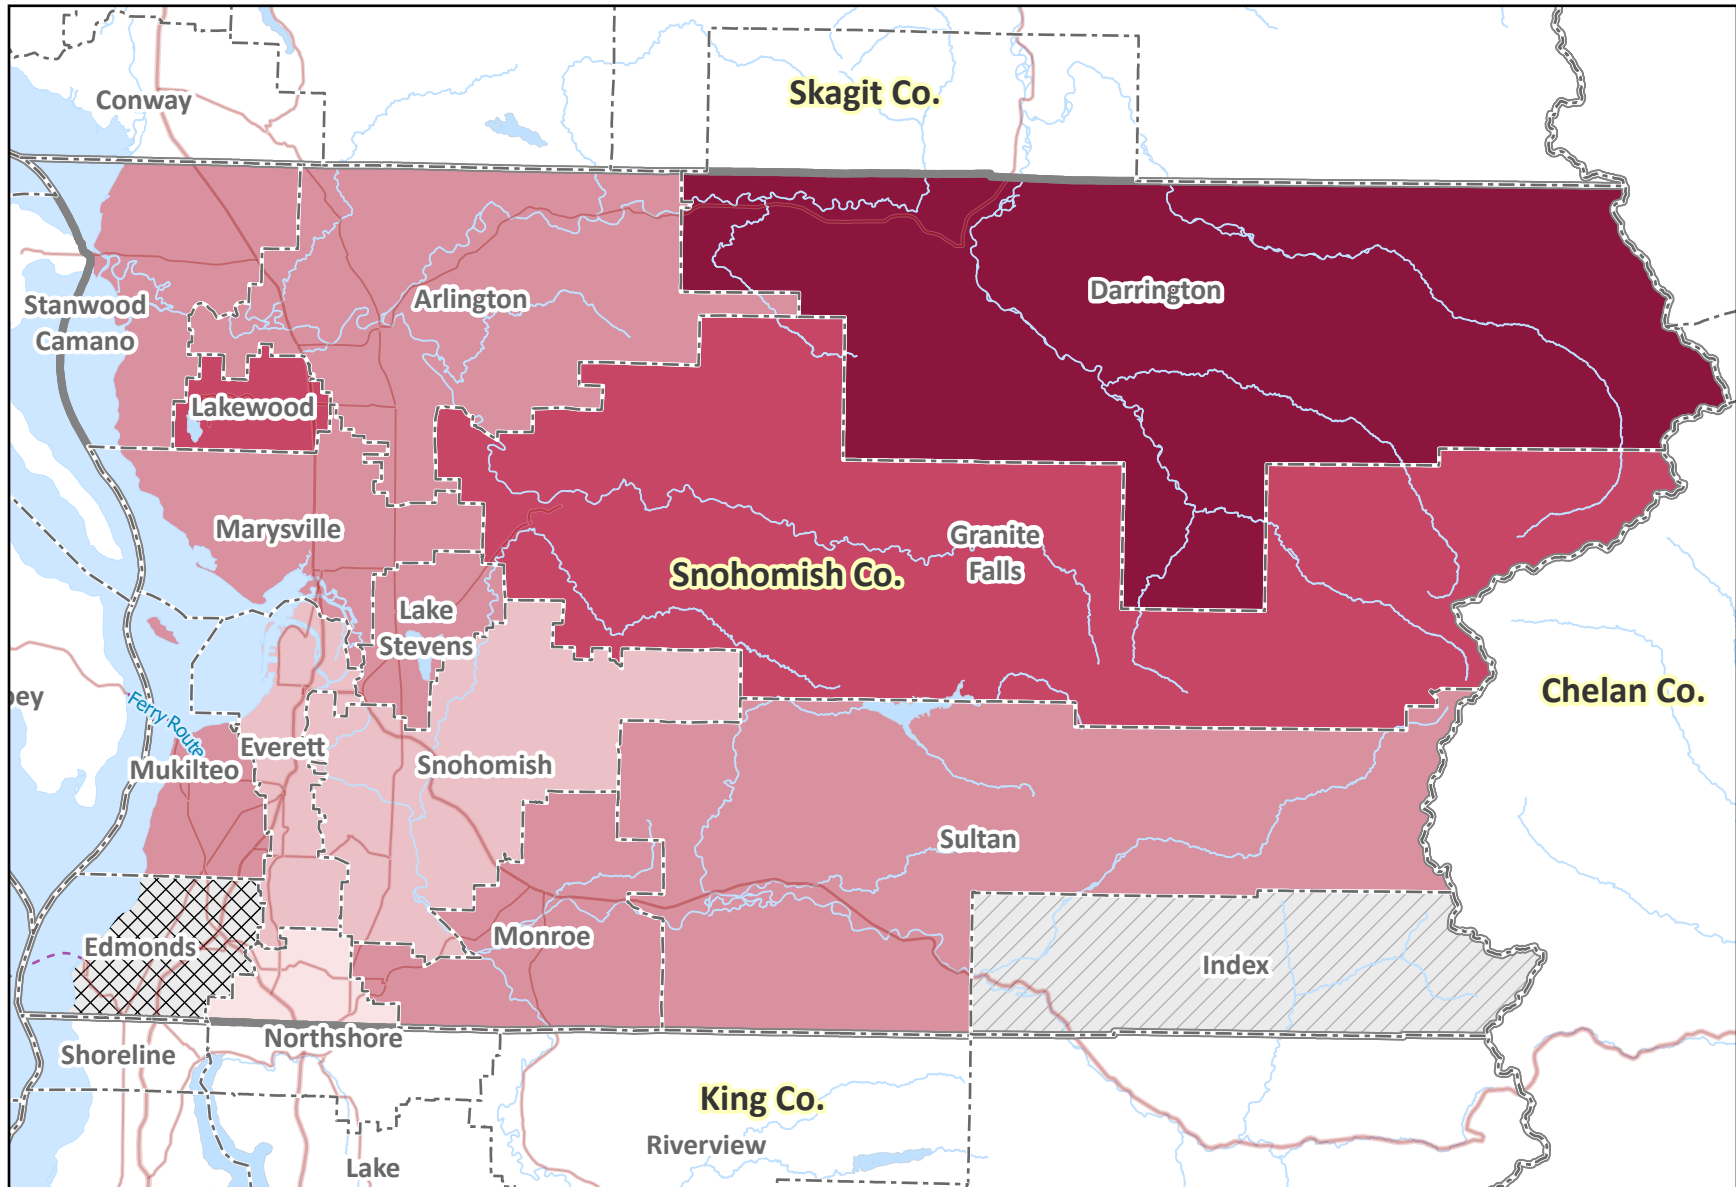 Skagit Co.
Conway
Darrington
Arlington
Stanwood
Camano
Lakewood
Marysville
Granite
Falls
Snohomish Co.
Lake
Stevens
Chelan Co.
Ferry Route
Everett
Snohomish
Mukilteo
Sultan
Monroe
Edmonds
Index
Northshore
Shoreline
King Co.
Riverview
Lake